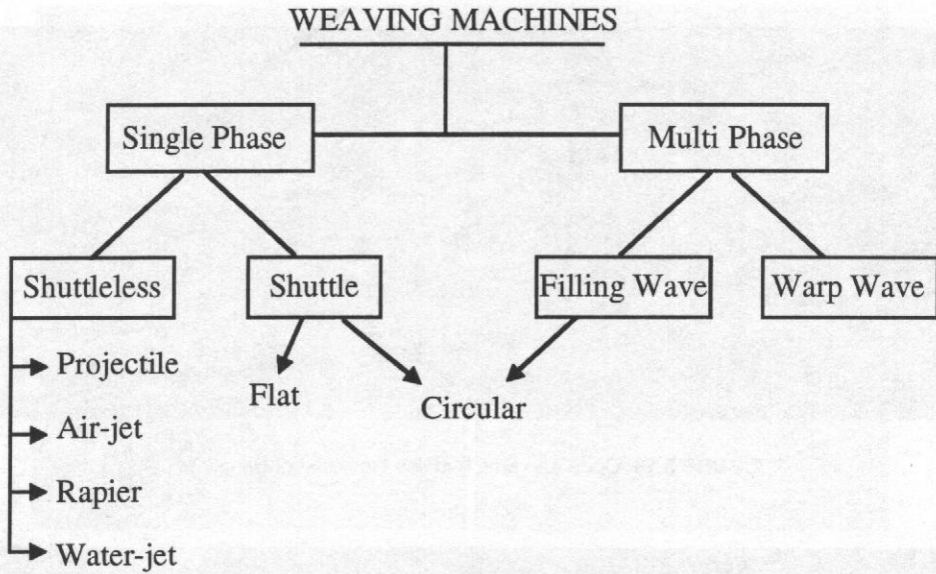 WEAVING MACHINES
Single Phase
Multi Phase
Shuttleless
Shuttle
Filling Wave
Warp Wave
Projectile
Air-jet
Rapier
Water-jet
Flat
Circular